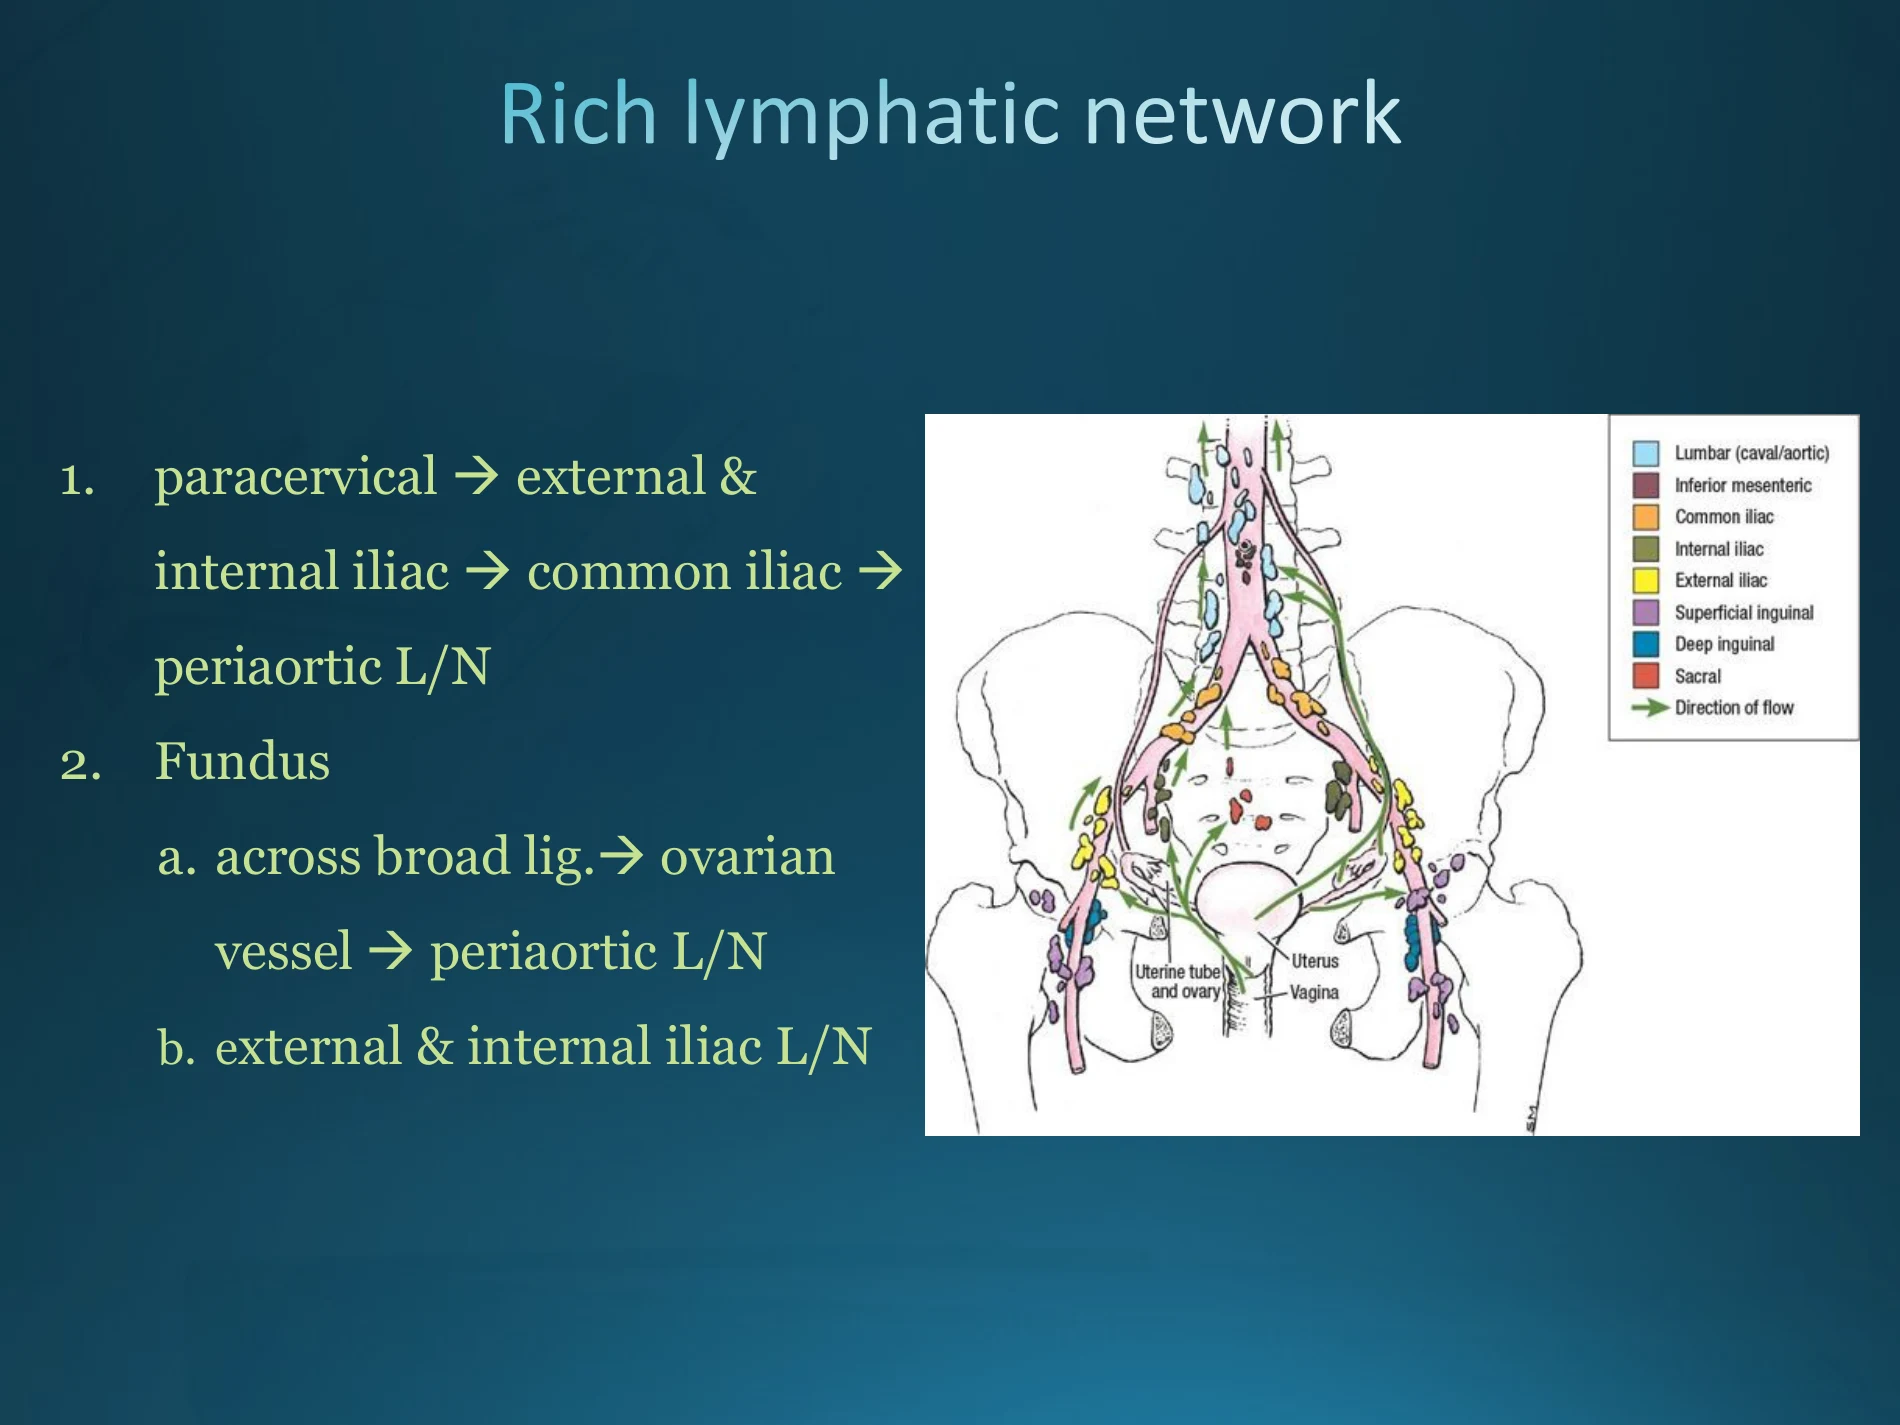 Rich lymphatic network
1. paracervical → external &
internal iliac → common iliac →
periaortic L/N
2. Fundus
a. across broad lig.→ ovarian
vessel → periaortic L/N
b. external & internal iliac L/N
Lumbar (caval/aortic)
Inferior mesenteric
Common iliac
Internal iliac
External iliac
Superficial inguinal
Deep inguinal
Sacral
Direction of flow
Uterine tube
and ovary
Uterus
Vagina
SM